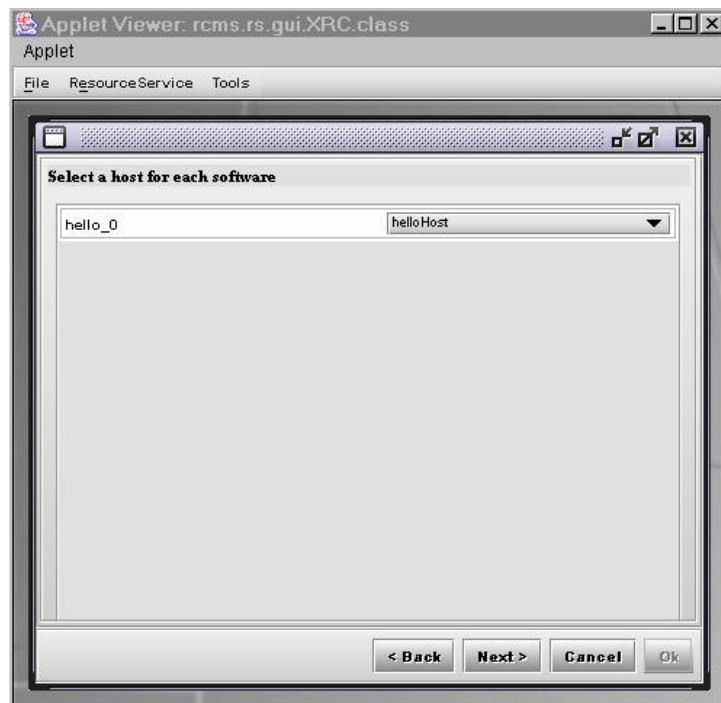 Applet Viewer: rcms.rs.gui.XRC.class
Applet
File ResourceService Tools
Select a host for each software
hello_0 helloHost
< Back Next > Cancel Ok